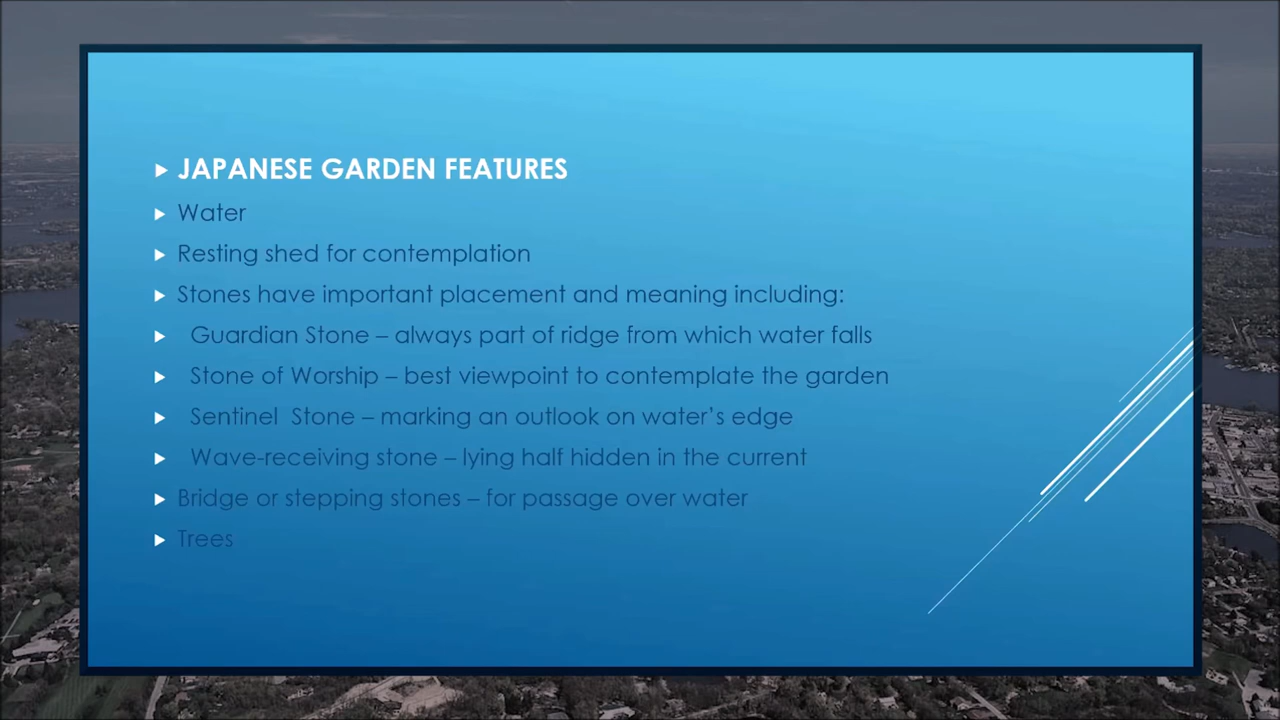 JAPANESE GARDEN FEATURES
Water
Resting shed for contemplation
Stones have important placement and meaning including:
Guardian Stone – always part of ridge from which water falls
Stone of Worship – best viewpoint to contemplate the garden
Sentinel  Stone – marking an outlook on water’s edge
Wave-receiving stone – lying half hidden in the current
Bridge or stepping stones – for passage over water
Trees